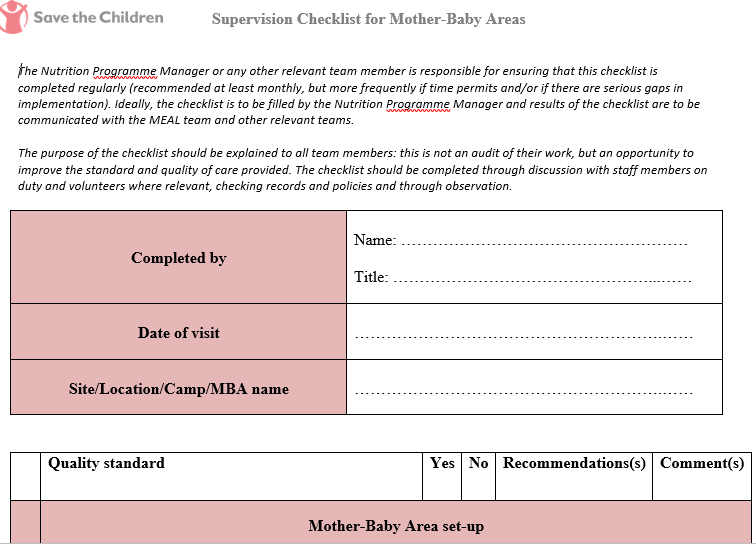 Save the Children
Supervision Checklist for Mother-Baby Areas
The Nutrition Programme Manager or any other relevant team member is responsible for ensuring that this checklist is
completed regularly (recommended at least monthly, but more frequently if time permits and/or if there are serious gaps in
implementation). Ideally, the checklist is to be filled by the Nutrition Programme Manager and results of the checklist are to be
communicated with the MEAL team and other relevant teams.
The purpose of the checklist should be explained to all team members: this is not an audit of their work, but an opportunity to
improve the standard and quality of care provided. The checklist should be completed through discussion with staff members on
duty and volunteers where relevant, checking records and policies and through observation.
Completed by
Name: ......................................................
Title: ........................................................
Date of visit
................................................................
Site/Location/Camp/MBA name
................................................................
Quality standard Yes No Recommendations(s) Comment(s)
Mother-Baby Area set-up